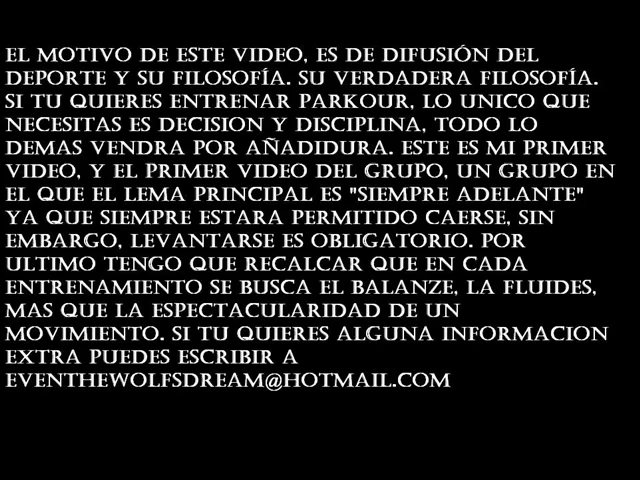 EL MOTIVO DE ESTE VIDEO, ES DE DIFUSIÓN DEL
DEPORTE Y SU FILOSOFÍA. SU VERDADERA FILOSOFÍA.
SI TU QUIERES ENTRENAR PARKOUR, LO UNICO QUE
NECESITAS ES DECISION Y DISCIPLINA, TODO LO
DEMAS VENDRA POR AÑADIDURA. ESTE ES MI PRIMER
VIDEO, Y EL PRIMER VIDEO DEL GRUPO, UN GRUPO EN
EL QUE EL LEMA PRINCIPAL ES "SIEMPRE ADELANTE"
YA QUE SIEMPRE ESTARA PERMITIDO CAERSE, SIN
EMBARGO, LEVANTARSE ES OBLIGATORIO. POR
ULTIMO TENGO QUE RECALCAR QUE EN CADA
ENTRENAMIENTO SE BUSCA EL BALANZE, LA FLUIDES,
MAS QUE LA ESPECTACULARIDAD DE UN
MOVIMIENTO. SI TU QUIERES ALGUNA INFORMACION
EXTRA PUEDES ESCRIBIR A
EVENTHEWOLFSDREAM@HOTMAIL.COM